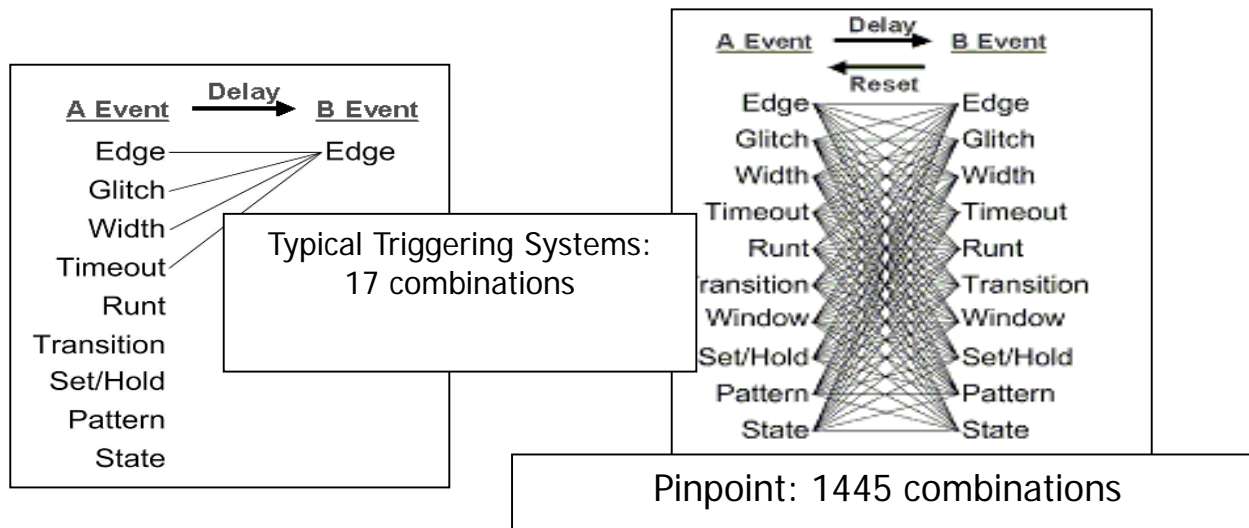 Delay
A Event B Event
Edge Edge
Glitch
Width
Timeout
Runt
Transition
Set/Hold
Pattern
State
Typical Triggering Systems:
17 combinations
Delay
A Event B Event
Reset
Edge Edge
Glitch Glitch
Width Width
Timeout Timeout
Runt Runt
ransition Transition
Window Window
Set/Hold Set/Hold
Pattern Pattern
State State
Pinpoint: 1445 combinations